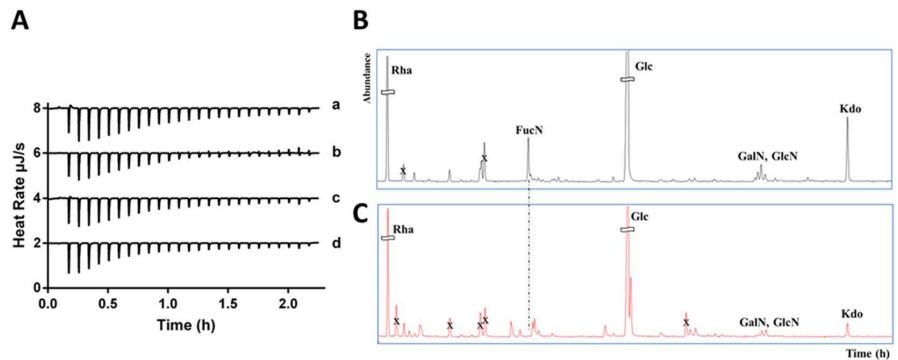 A
Heat Rate µJ/s
8
6
4
2
0
a
b
c
d
0.0 0.5 1.0 1.5 2.0
Time (h)
B
Abundance
Rha
x
x
FucN
Glc
GalN, GlcN
Kdo
C
Rha
x
x
x
x
Glc
x
GalN, GlcN
Kdo
Time (h)